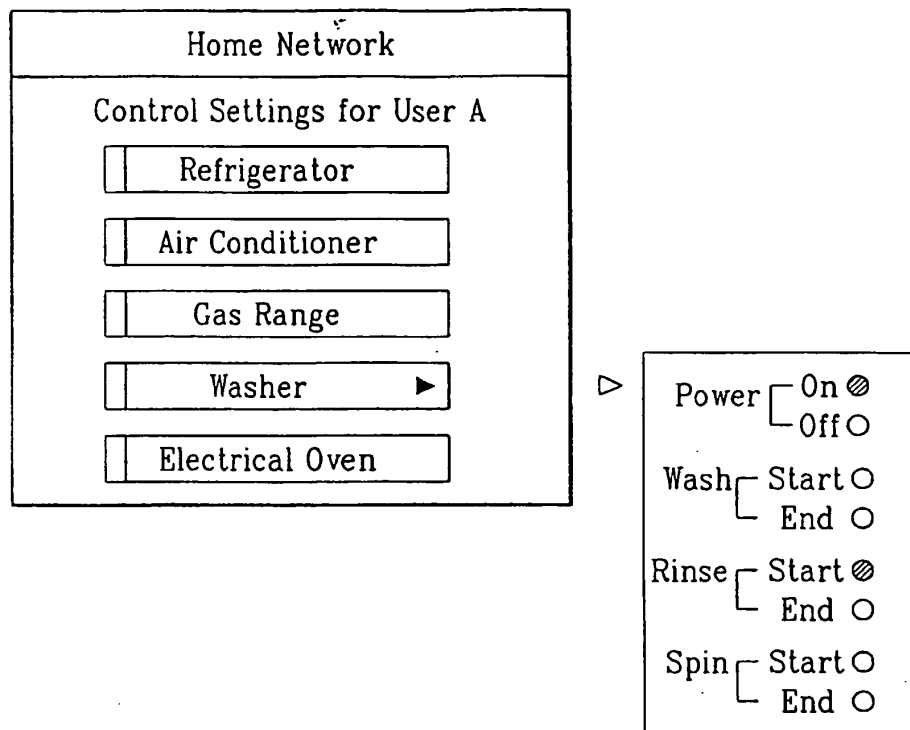 Home Network
Control Settings for User A
Refrigerator
Air Conditioner
Gas Range
Washer
Electrical Oven
Power On
Off
Wash Start
End
Rinse Start
End
Spin Start
End